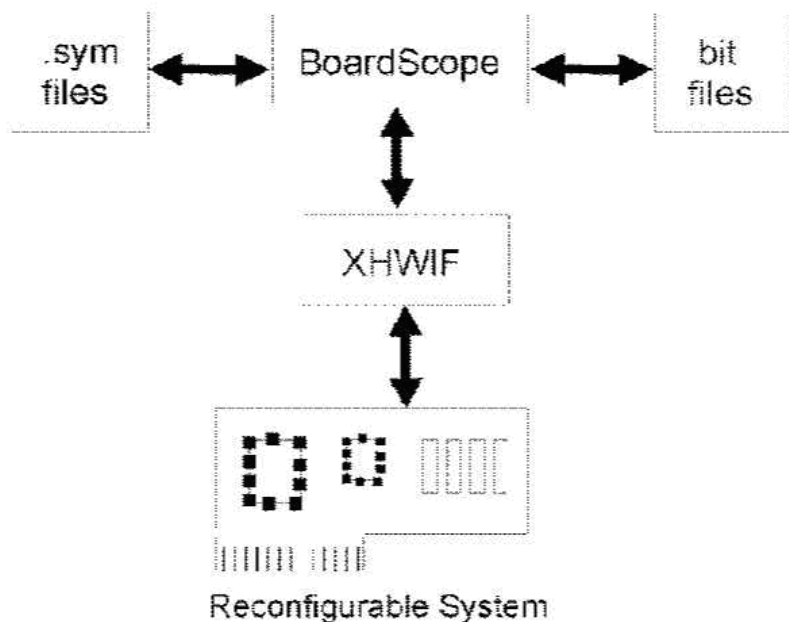 .sym
files
BoardScope
bit
files
XHWIF
Reconfigurable System